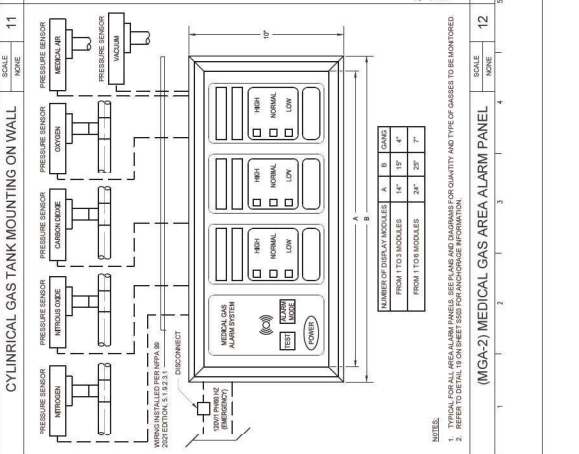 CYLINRICAL GAS TANK MOUNTING ON WALL
SCALE
NONE
11
PRESSURE SENSOR
NITROGEN
PRESSURE SENSOR
NITROUS OXIDE
PRESSURE SENSOR
CARBON DIOXIDE
PRESSURE SENSOR
OXYGEN
PRESSURE SENSOR
MEDICAL AIR
PRESSURE SENSOR
VACUUM
WIRING INSTALLED PER NFPA 99
2021 EDITION, 5.1.9.2.3.1
DISCONNECT
120V/1 PH/60 HZ
(EMERGENCY)
MEDICAL GAS
ALARM SYSTEM
TEST
ALARM
MODE
POWER
HIGH
NORMAL
LOW
HIGH
NORMAL
LOW
HIGH
NORMAL
LOW
10"
A
B
NUMBER OF DISPLAY MODULES A B GANG
FROM 1 TO 3 MODULES 14" 15" 4"
FROM 1 TO 6 MODULES 24" 25" 7"
NOTES:
1. TYPICAL FOR ALL AREA ALARM PANELS. SEE PLANS AND DIAGRAMS FOR QUANTITY AND TYPE OF GASSES TO BE MONITORED.
2. REFER TO DETAIL 19 ON SHEET S5D3 FOR ANCHORAGE INFORMATION.
(MGA-2) MEDICAL GAS AREA ALARM PANEL
SCALE
NONE
12
1 2 3 4 5